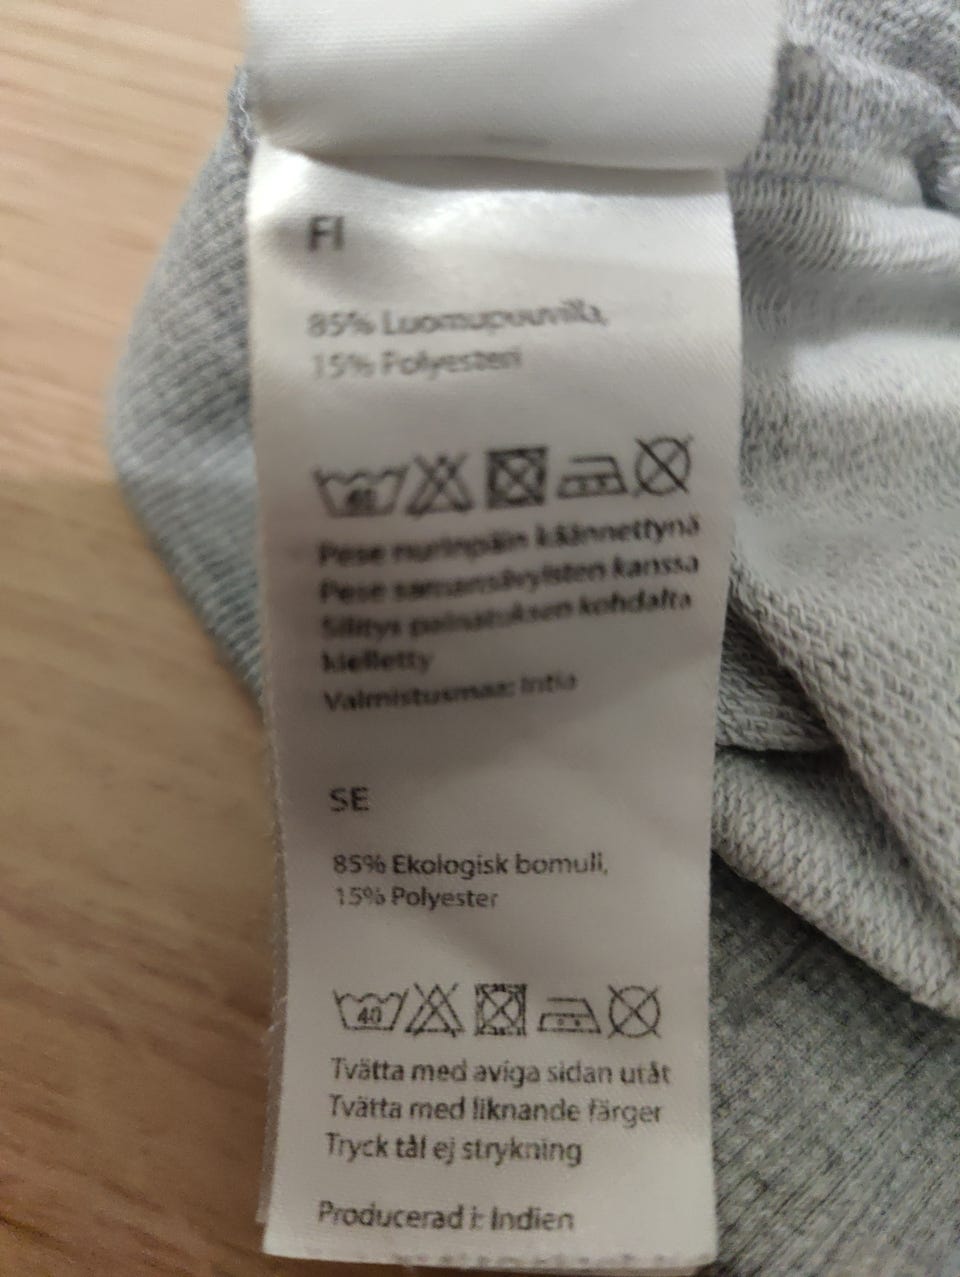 FI
85% Luomupuuvilla,
15% Polyesteri
40
Pese nurinpäin käännettynä
Pese samansävyisten kanssa
Silitys painatuksen kohdalta
kielletty
Valmistusmaa: Intia
SE
85% Ekologisk bomull,
15% Polyester
40
Tvätta med aviga sidan utåt
Tvätta med liknande färger
Tryck tål ej strykning
Producerad i: Indien